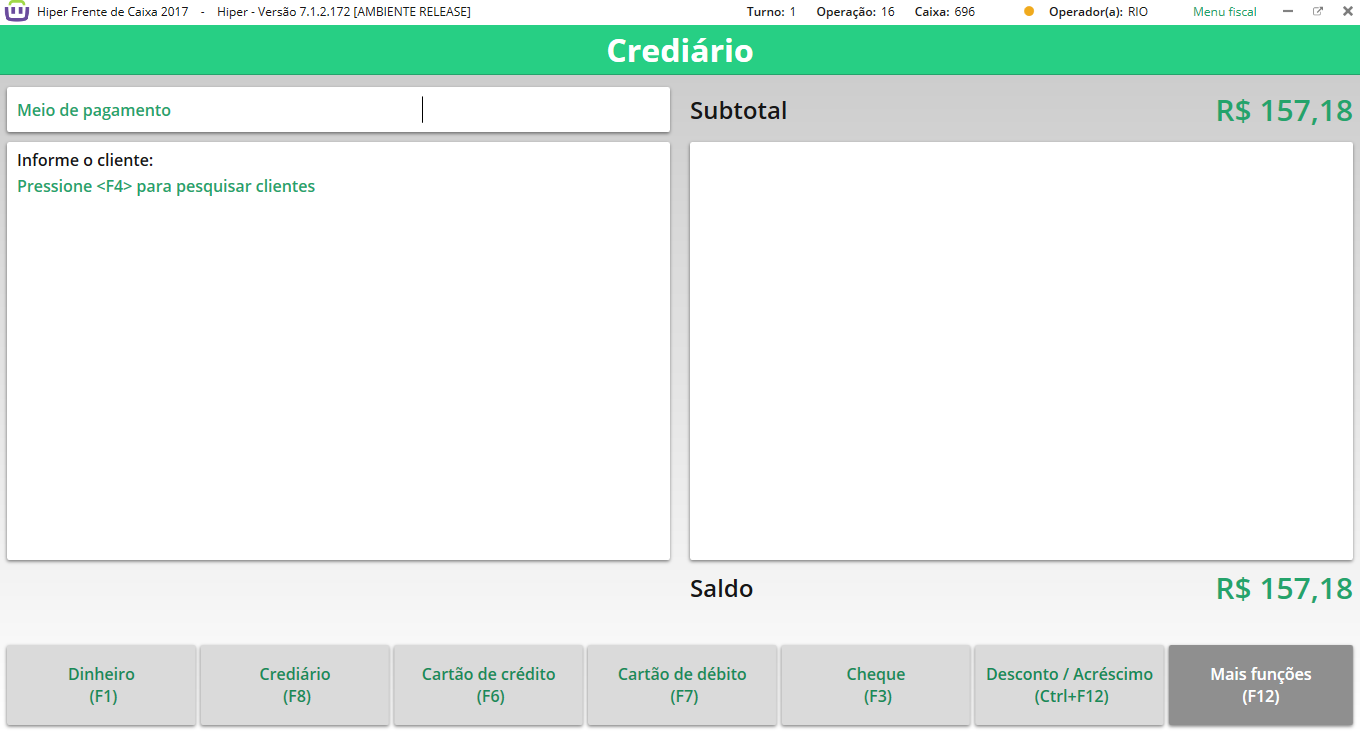 Hiper Frente de Caixa 2017 - Hiper - Versão 7.1.2.172 [AMBIENTE RELEASE] Turno: 1 Operação: 16 Caixa: 696 Operador(a): RIO Menu fiscal
Crediário
Meio de pagamento
Subtotal R$ 157,18
Informe o cliente:
Pressione <F4> para pesquisar clientes
Saldo R$ 157,18
Dinheiro
(F1)
Crediário
(F8)
Cartão de crédito
(F6)
Cartão de débito
(F7)
Cheque
(F3)
Desconto / Acréscimo
(Ctrl+F12)
Mais funções
(F12)